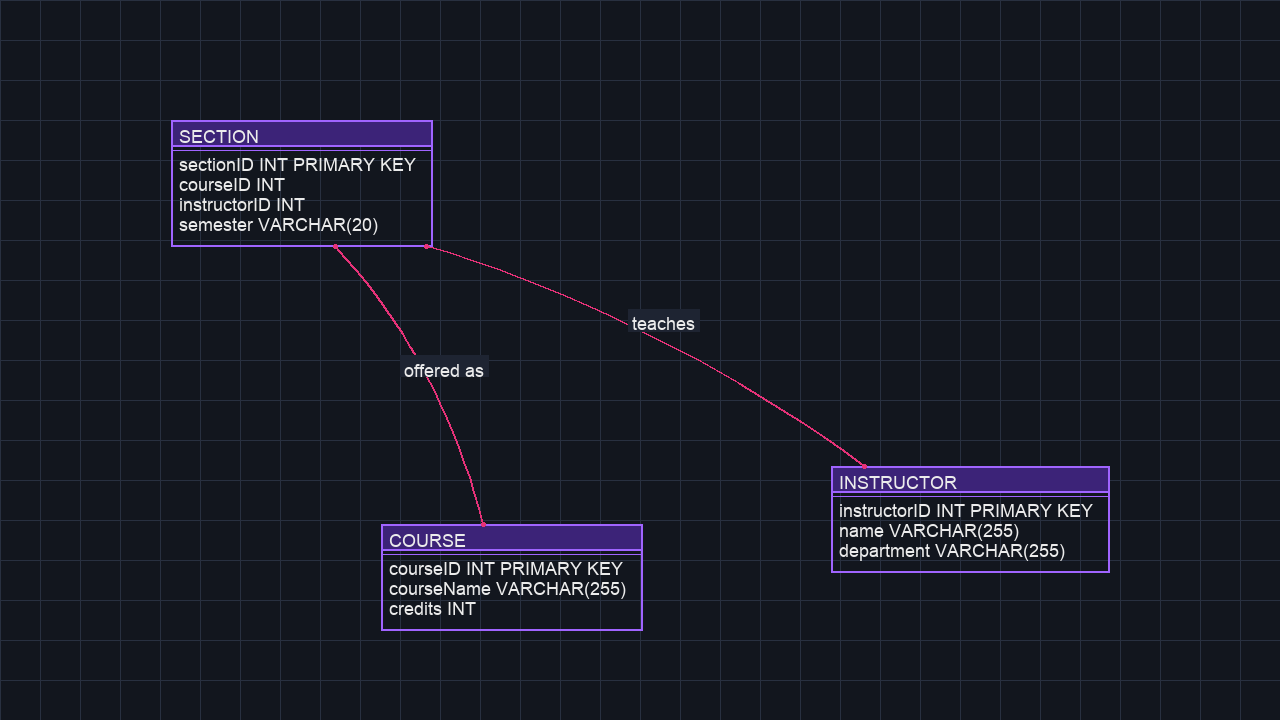 SECTION
sectionID INT PRIMARY KEY
courseID INT
instructorID INT
semester VARCHAR(20)
teaches
offered as
INSTRUCTOR
instructorID INT PRIMARY KEY
name VARCHAR(255)
department VARCHAR(255)
COURSE
courseID INT PRIMARY KEY
courseName VARCHAR(255)
credits INT